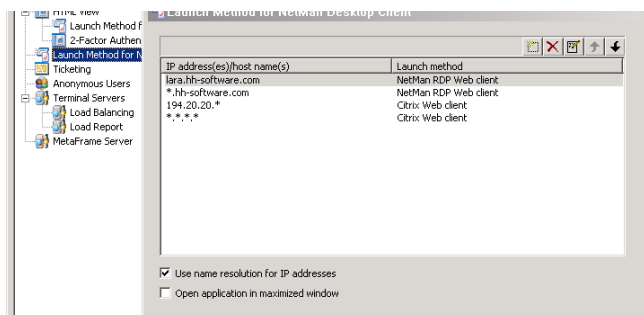 HTML View
Launch Method f
2-Factor Authen
Launch Method for N
Ticketing
Anonymous Users
Terminal Servers
Load Balancing
Load Report
MetaFrame Server
Launch Method for NetMan Desktop Client
IP address(es)/host name(s) Launch method
lara.hh-software.com NetMan RDP Web client
*.hh-software.com NetMan RDP Web client
194.20.20.* Citrix Web client
*.*.*.* Citrix Web client
Use name resolution for IP addresses
Open application in maximized window